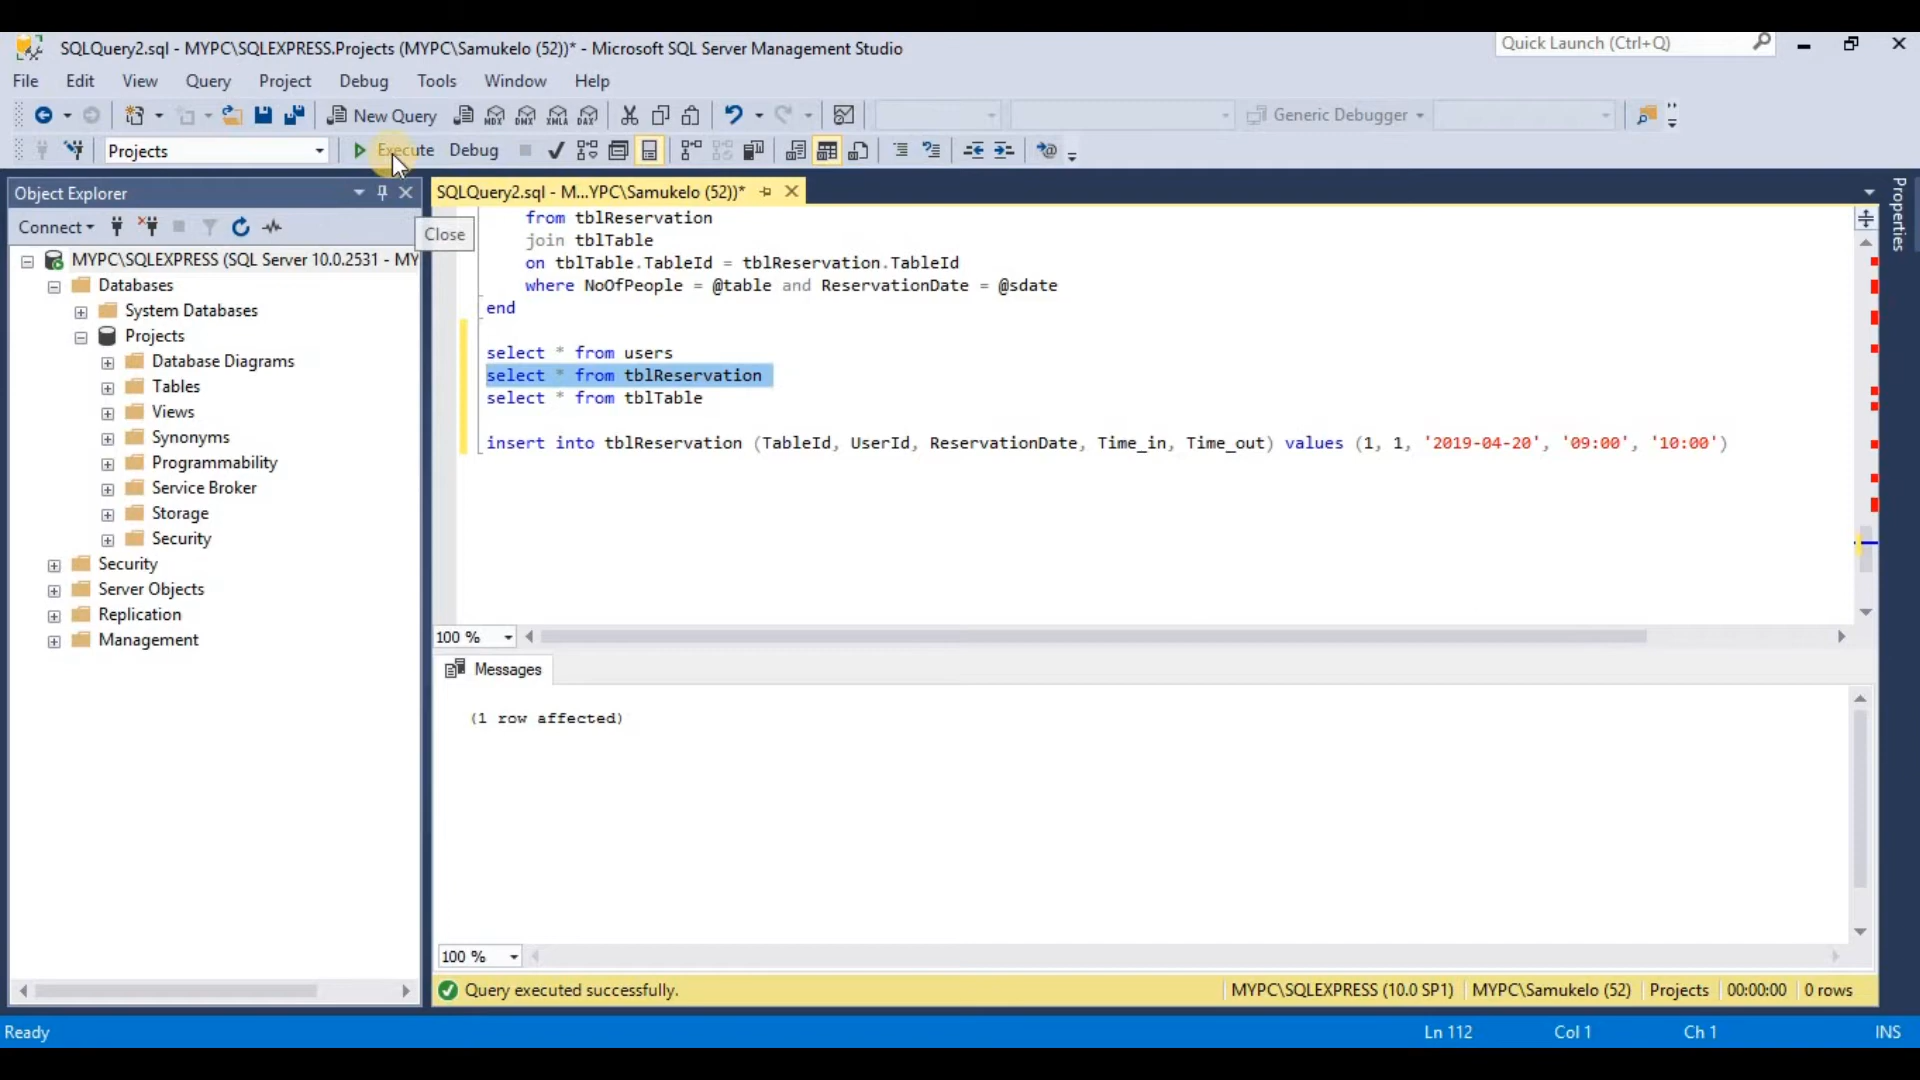 SQLQuery2.sql - MYPC\SQLEXPRESS.Projects (MYPC\Samukelo (52))* - Microsoft SQL Server Management Studio
Quick Launch (Ctrl+Q)
File Edit View Query Project Debug Tools Window Help
New Query
MDX DMX XMLA DAX
Generic Debugger
Projects
Execute Debug
Object Explorer
SQLQuery2.sql - M...YPC\Samukelo (52))*
Properties
Connect
Close
MYPC\SQLEXPRESS (SQL Server 10.0.2531 - MY
Databases
System Databases
Projects
Database Diagrams
Tables
Views
Synonyms
Programmability
Service Broker
Storage
Security
Security
Server Objects
Replication
Management
from tblReservation
join tblTable
on tblTable.TableId = tblReservation.TableId
where NoOfPeople = @table and ReservationDate = @sdate
end
select * from users
select * from tblReservation
select * from tblTable
insert into tblReservation (TableId, UserId, ReservationDate, Time_in, Time_out) values (1, 1, '2019-04-20', '09:00', '10:00')
100 %
Messages
(1 row affected)
100 %
Query executed successfully.
MYPC\SQLEXPRESS (10.0 SP1) MYPC\Samukelo (52) Projects 00:00:00 0 rows
Ready
Ln 112 Col 1 Ch 1 INS